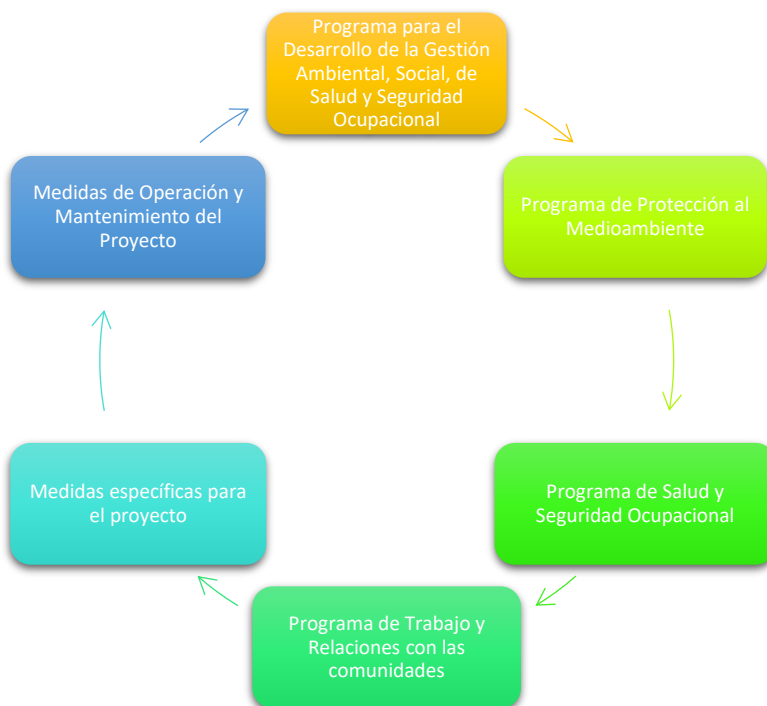 Programa para el
Desarrollo de la Gestión
Ambiental, Social, de
Salud y Seguridad
Ocupacional
Programa de Protección al
Medioambiente
Programa de Salud y
Seguridad Ocupacional
Programa de Trabajo y
Relaciones con las
comunidades
Medidas específicas para
el proyecto
Medidas de Operación y
Mantenimiento del
Proyecto